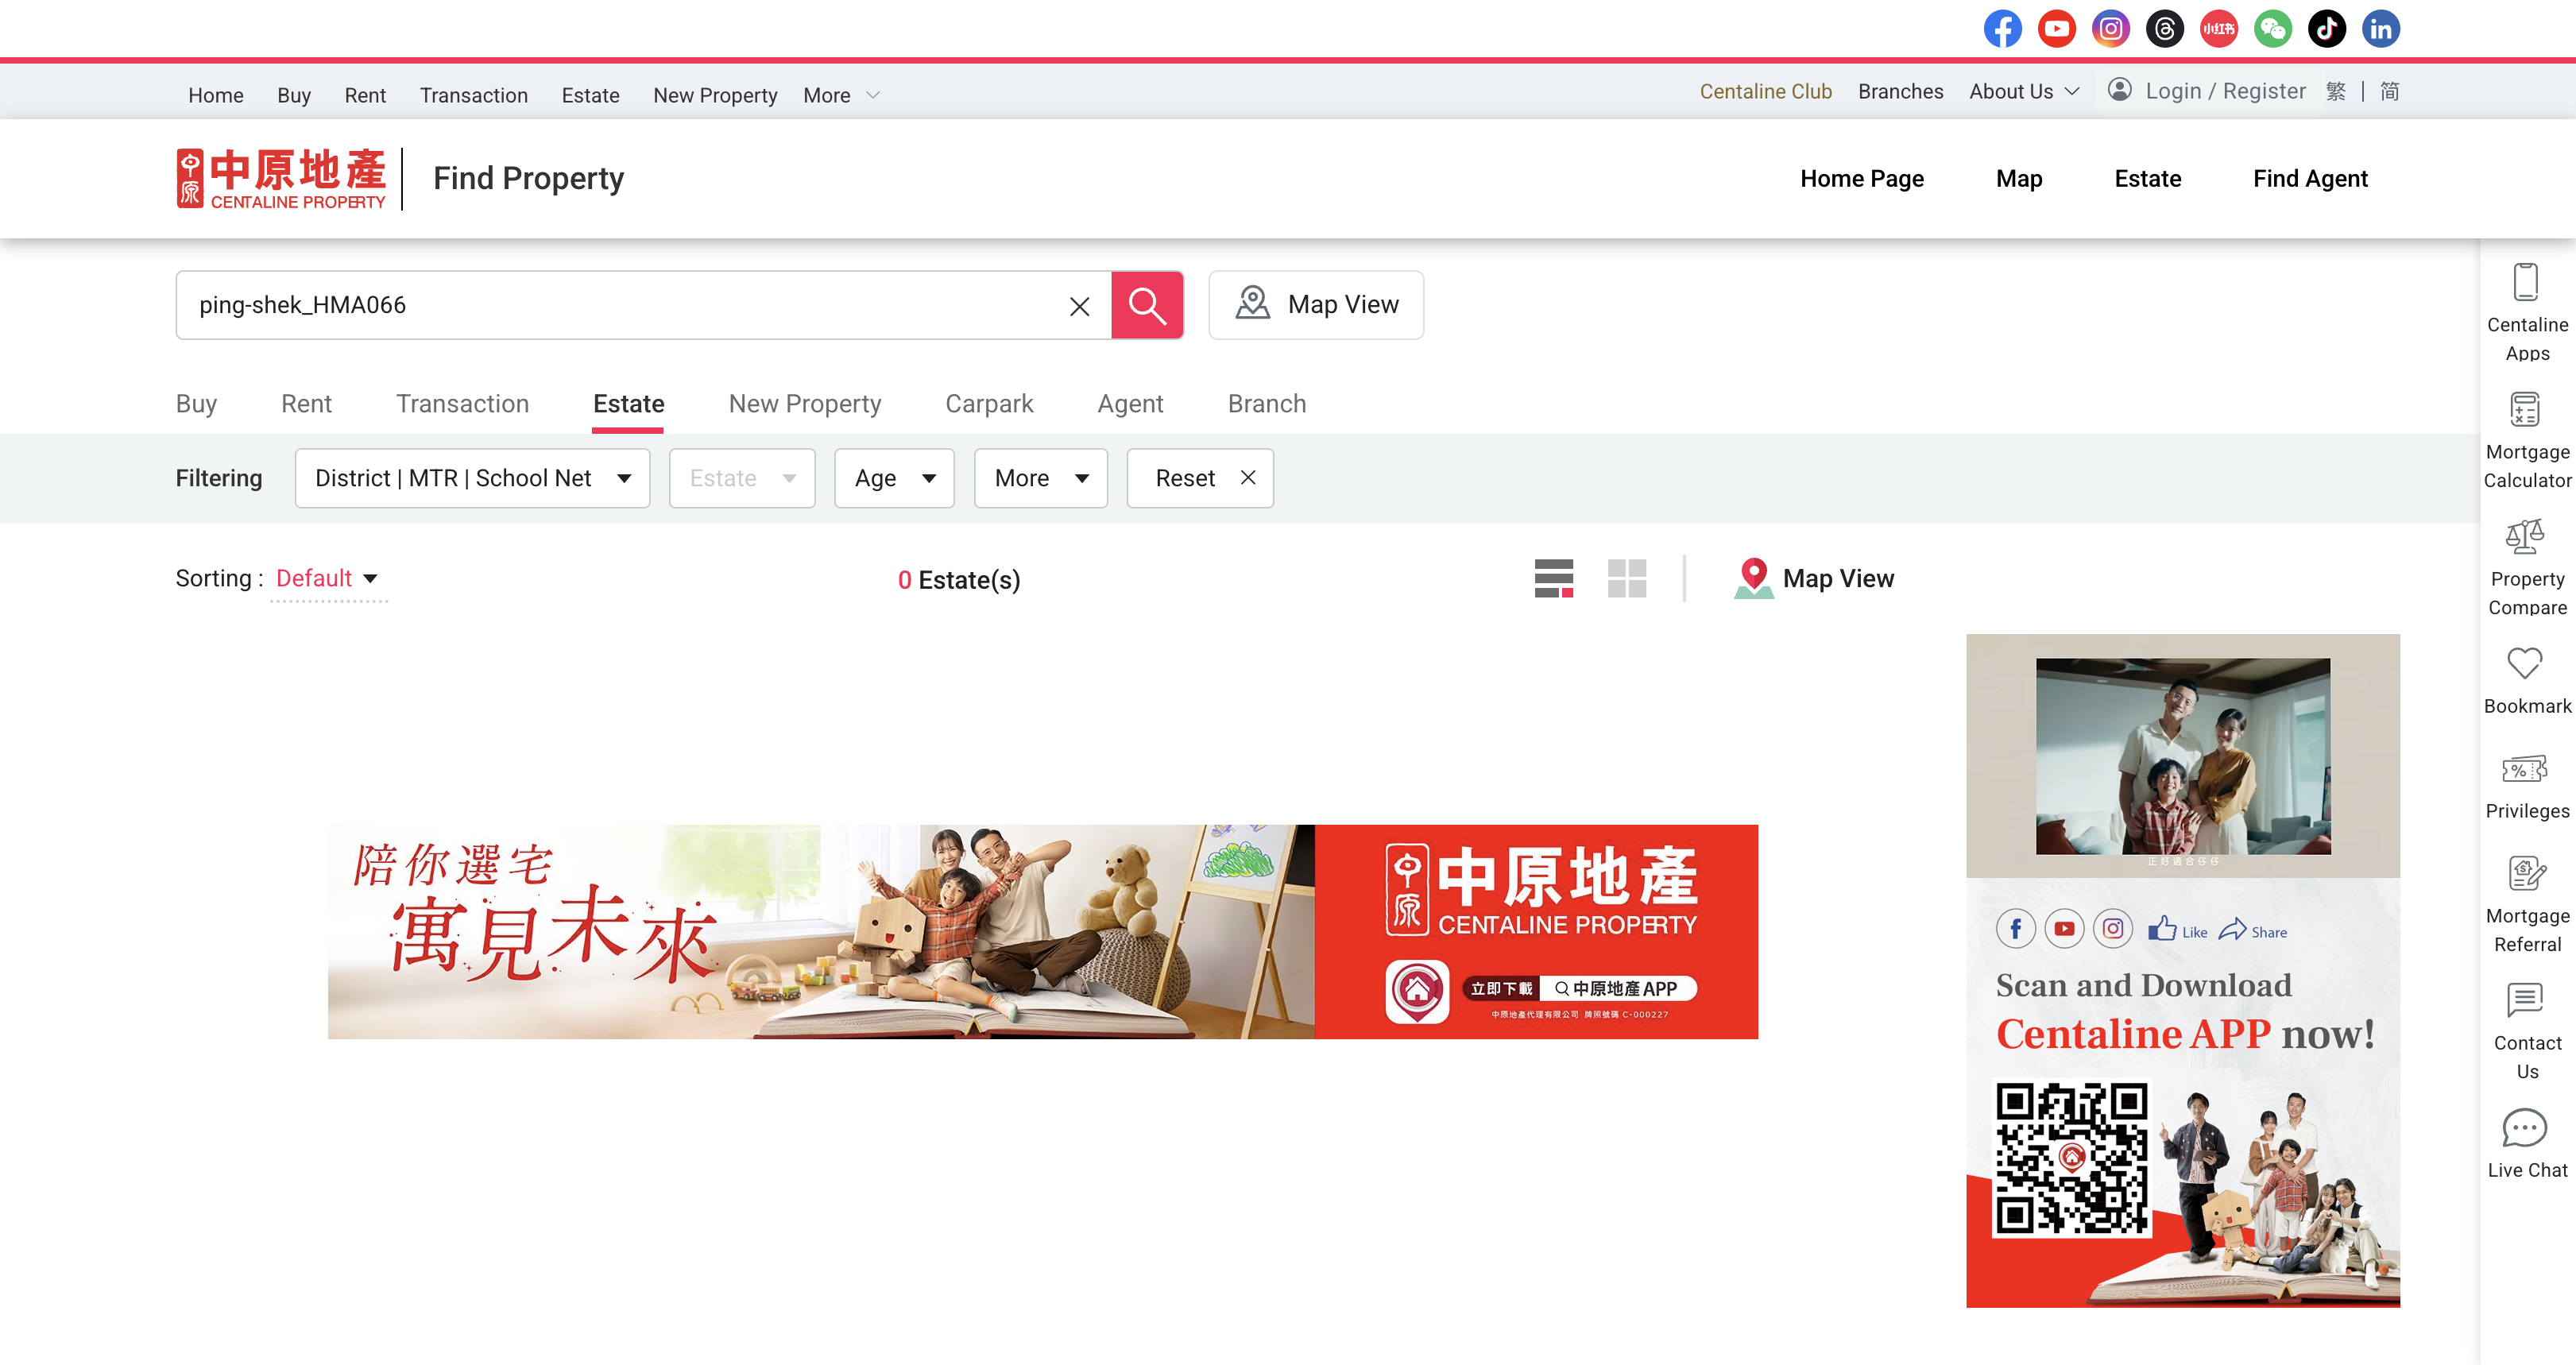 小红书
Home Buy Rent Transaction Estate New Property More
Centaline Club Branches About Us Login / Register 繁 | 简
中原
中原地產
CENTALINE PROPERTY
Find Property
Home Page Map Estate Find Agent
ping-shek_HMA066
Map View
Buy Rent Transaction Estate New Property Carpark Agent Branch
Filtering District | MTR | School Net Estate Age More Reset
Sorting : Default
0 Estate(s)
Map View
陪你選宅
寓見未來
中原
中原地產
CENTALINE PROPERTY
立即下載 中原地產APP
中原地產代理有限公司 牌照號碼 C-000227
正好適合仔仔
Like Share
Scan and Download
Centaline APP now!
Centaline
Apps
Mortgage
Calculator
Property
Compare
Bookmark
Privileges
Mortgage
Referral
Contact
Us
Live Chat